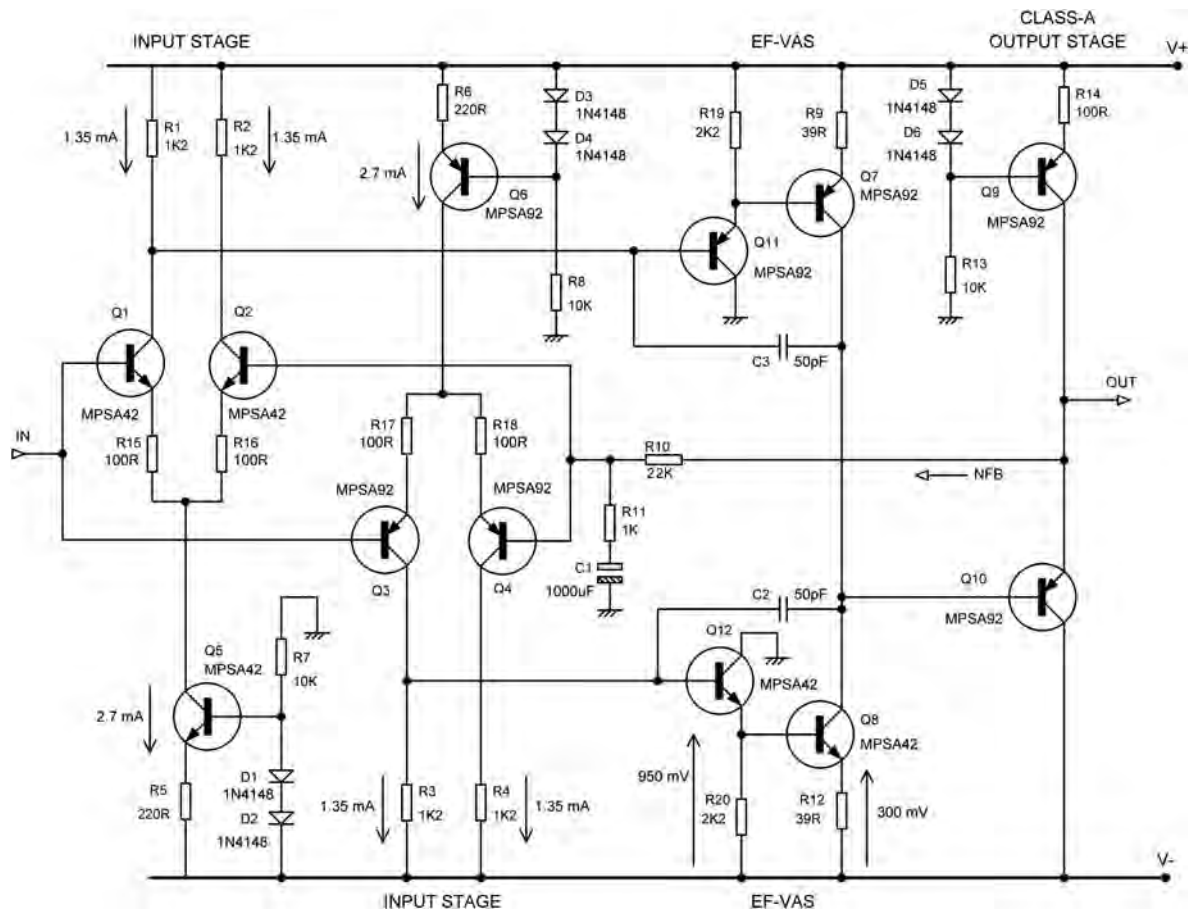 CLASS-A
INPUT STAGE
EF-VAS
OUTPUT STAGE
V+
R6
220R
D3
1N4148
D4
1N4148
R19
2K2
R9
39R
D5
1N4148
D6
1N4148
R14
100R
1.35 mA
R1
1K2
R2
1K2
1.35 mA
2.7 mA
Q6
MPSA92
Q7
MPSA92
Q9
MPSA92
Q11
MPSA92
R8
10K
R13
10K
Q1
Q2
MPSA42
MPSA42
C3
50pF
OUT
IN
R15
100R
R16
100R
R17
100R
R18
100R
R10
22K
NFB
MPSA92
MPSA92
R11
1K
C1
1000uF
Q3
Q4
C2
50pF
Q10
MPSA92
Q12
MPSA42
R7
10K
Q5
MPSA42
Q8
MPSA42
2.7 mA
950 mV
D1
1N4148
D2
1N4148
R5
220R
1.35 mA
R3
1K2
R4
1K2
1.35 mA
R20
2K2
R12
39R
300 mV
V-
INPUT STAGE
EF-VAS